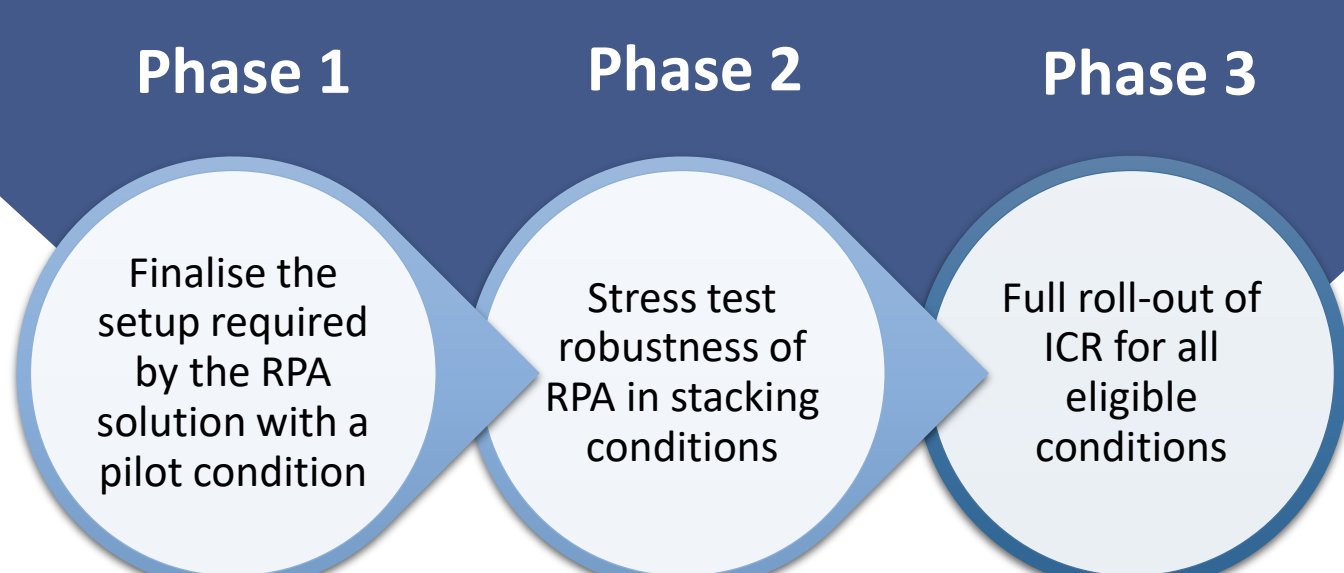 Phase 1
Phase 2
Phase 3
Finalise the
setup required
by the RPA
solution with a
pilot condition
Stress test
robustness of
RPA in stacking
conditions
Full roll-out of
ICR for all
eligible
conditions